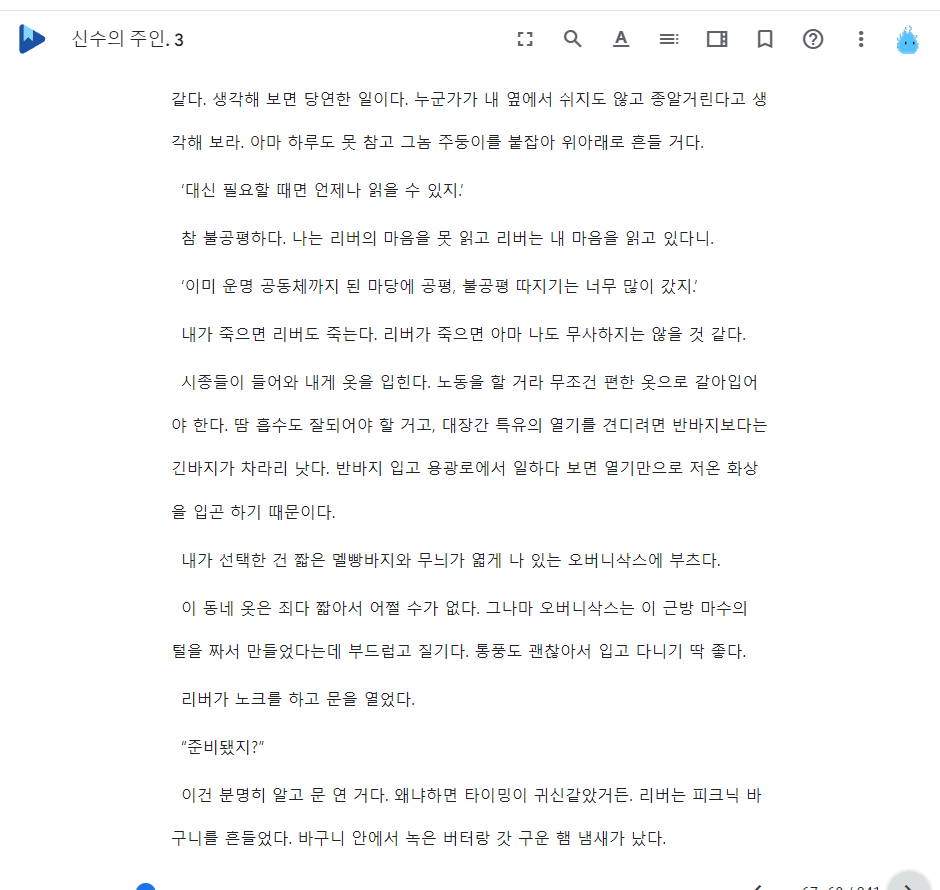 신수의 주인. 3
같다. 생각해 보면 당연한 일이다. 누군가가 내 옆에서 쉬지도 않고 종알거린다고 생
각해 보라. 아마 하루도 못 참고 그놈 주둥이를 붙잡아 위아래로 흔들 거다.
‘대신 필요할 때면 언제나 읽을 수 있지.’
참 불공평하다. 나는 리버의 마음을 못 읽고 리버는 내 마음을 읽고 있다니.
‘이미 운명 공동체까지 된 마당에 공평, 불공평 따지기는 너무 많이 갔지.’
내가 죽으면 리버도 죽는다. 리버가 죽으면 아마 나도 무사하지는 않을 것 같다.
시종들이 들어와 내게 옷을 입힌다. 노동을 할 거라 무조건 편한 옷으로 갈아입어
야 한다. 땀 흡수도 잘되어야 할 거고, 대장간 특유의 열기를 견디려면 반바지보다는
긴바지가 차라리 낫다. 반바지 입고 용광로에서 일하다 보면 열기만으로 저온 화상
을 입곤 하기 때문이다.
내가 선택한 건 짧은 멜빵바지와 무늬가 엷게 나 있는 오버니삭스에 부츠다.
이 동네 옷은 죄다 짧아서 어쩔 수가 없다. 그나마 오버니삭스는 이 근방 마수의
털을 짜서 만들었다는데 부드럽고 질기다. 통풍도 괜찮아서 입고 다니기 딱 좋다.
리버가 노크를 하고 문을 열었다.
“준비됐지?”
이건 분명히 알고 문 연 거다. 왜냐하면 타이밍이 귀신같았거든. 리버는 피크닉 바
구니를 흔들었다. 바구니 안에서 녹은 버터랑 갓 구운 햄 냄새가 났다.